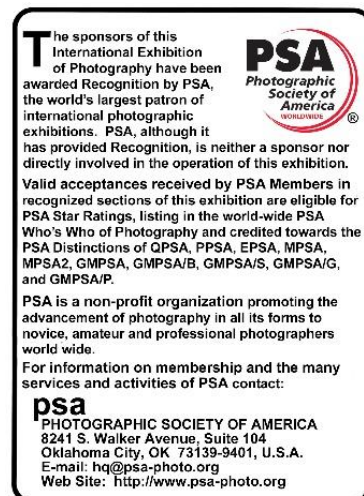 The sponsors of this
International Exhibition
of Photography have been
awarded Recognition by PSA,
the world's largest patron of
international photographic
exhibitions. PSA, although it
has provided Recognition, is neither a sponsor nor
directly involved in the operation of this exhibition.
PSA
Photographic
Society of
America
WORLDWIDE
®
Valid acceptances received by PSA Members in
recognized sections of this exhibition are eligible for
PSA Star Ratings, listing in the world-wide PSA
Who's Who of Photography and credited towards the
PSA Distinctions of QPSA, PPSA, EPSA, MPSA,
MPSA2, GMPSA, GMPSA/B, GMPSA/S, GMPSA/G,
and GMPSA/P.
PSA is a non-profit organization promoting the
advancement of photography in all its forms to
novice, amateur and professional photographers
world wide.
For information on membership and the many
services and activities of PSA contact:
psa
PHOTOGRAPHIC SOCIETY OF AMERICA
8241 S. Walker Avenue, Suite 104
Oklahoma City, OK 73139-9401, U.S.A.
E-mail: hq@psa-photo.org
Web Site: http://www.psa-photo.org